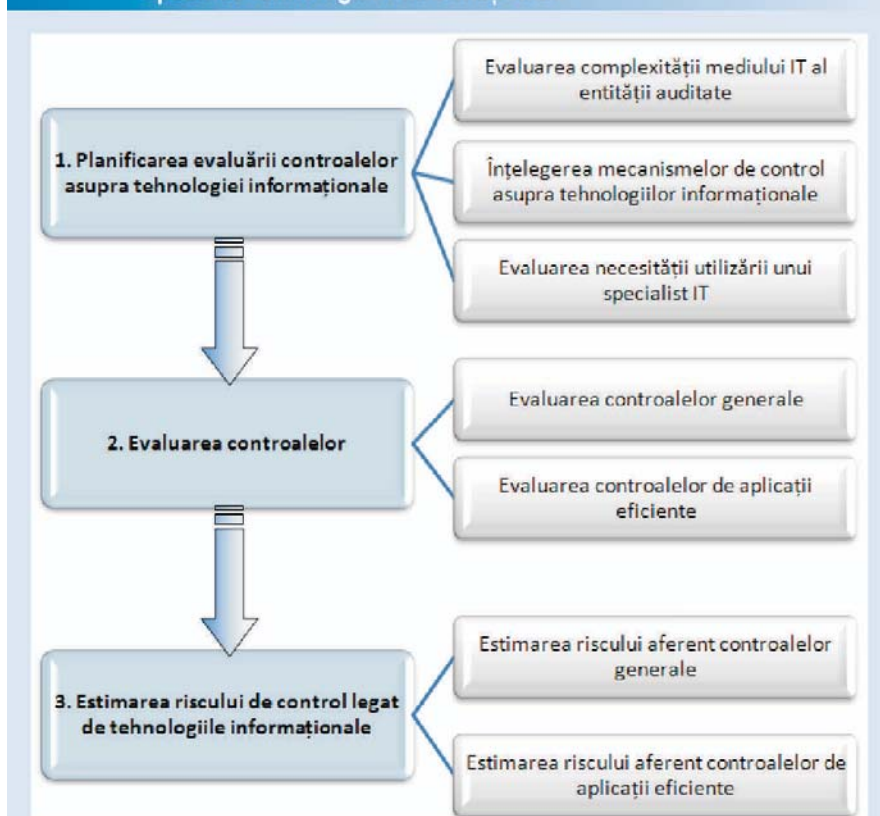 1. Planificarea evaluării controalelor
asupra tehnologiei informaționale
Evaluarea complexității mediului IT al
entității auditate
Înțelegerea mecanismelor de control
asupra tehnologiilor informaționale
Evaluarea necesității utilizării unui
specialist IT
2. Evaluarea controalelor
Evaluarea controalelor generale
Evaluarea controalelor de aplicații
eficiente
3. Estimarea riscului de control legat
de tehnologiile informaționale
Estimarea riscului aferent controalelor
generale
Estimarea riscului aferent controalelor de
aplicații eficiente